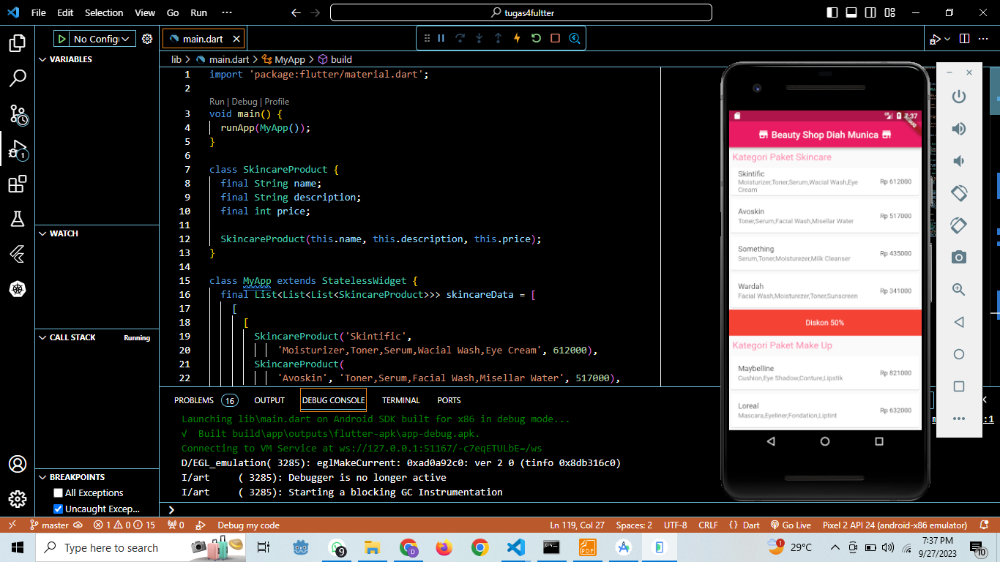 File Edit Selection View Go Run ··· tugas4fultter
No Config
main.dart
VARIABLES
WATCH
CALL STACK Running
BREAKPOINTS
All Exceptions
Uncaught Excep...
1
lib > main.dart > MyApp > build
1 import 'package:flutter/material.dart';
2
Run | Debug | Profile
3 void main() {
4 runApp(MyApp());
5 }
6
7 class SkincareProduct {
8 final String name;
9 final String description;
10 final int price;
11
12 SkincareProduct(this.name, this.description, this.price);
13 }
14
15 class MyApp extends StatelessWidget {
16 final List<List<List<SkincareProduct>>> skincareData = [
17 [
18 [
19 SkincareProduct('Skintific',
20 'Moisturizer,Toner,Serum,Wacial Wash,Eye Cream', 612000),
21 SkincareProduct(
22 'Avoskin', 'Toner,Serum,Facial Wash,Misellar Water', 517000),
PROBLEMS 16 OUTPUT DEBUG CONSOLE TERMINAL PORTS
Launching lib\main.dart on Android SDK built for x86 in debug mode...
√ Built build\app\outputs\flutter-apk\app-debug.apk.
Connecting to VM Service at ws://127.0.0.1:51167/-c7eqETULbE=/ws
D/EGL_emulation( 3285): eglMakeCurrent: 0xad0a92c0: ver 2 0 (tinfo 0x8db316c0)
I/art ( 3285): Debugger is no longer active
I/art ( 3285): Starting a blocking GC Instrumentation
:1
7:37
Beauty Shop Diah Munica
Kategori Paket Skincare
Skintific
Moisturizer,Toner,Serum,Wacial Wash,Eye
Cream
Rp 612000
Avoskin
Toner,Serum,Facial Wash,Misellar Water
Rp 517000
Something
Serum,Toner,Moisturezer,Milk Cleanser
Rp 435000
Wardah
Facial Wash,Moisturezer,Toner,Sunscreen
Rp 341000
Diskon 50%
Kategori Paket Make Up
Maybelline
Cushion,Eye Shadow,Conture,Lipstik
Rp 821000
Loreal
Mascara,Eyeliner,Fondation,Liptint
Rp 632000
master 1 0 15 0 Debug my code Ln 119, Col 27 Spaces: 2 UTF-8 CRLF {} Dart Go Live Pixel 2 API 24 (android-x86 emulator)
Type here to search 9 PDF 1 29°C 7:37 PM
9/27/2023 10